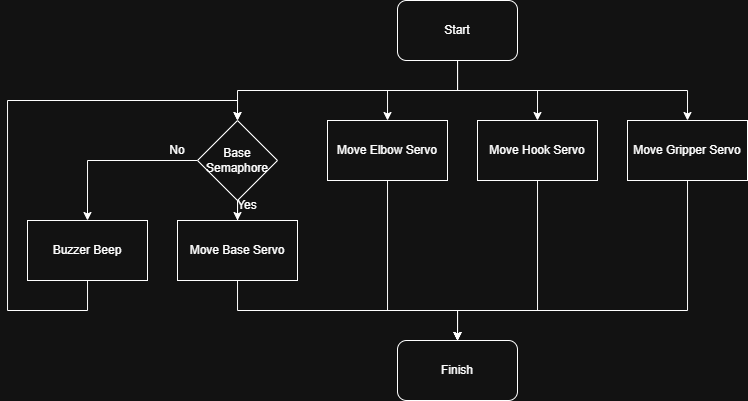 Start
No
Base
Semaphore
Move Elbow Servo
Move Hook Servo
Move Gripper Servo
Yes
Buzzer Beep
Move Base Servo
Finish